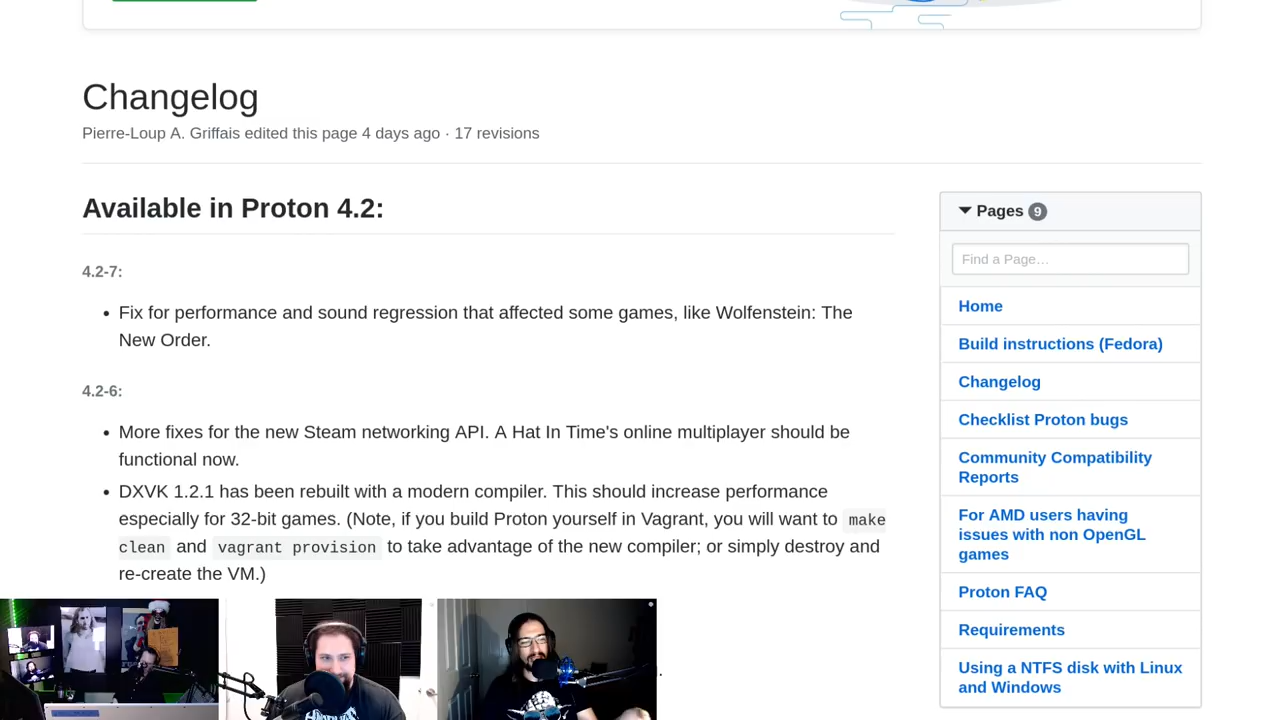 Changelog
Pierre-Loup A. Griffais edited this page 4 days ago · 17 revisions
Available in Proton 4.2:
4.2-7:
• Fix for performance and sound regression that affected some games, like Wolfenstein: The
New Order.
4.2-6:
• More fixes for the new Steam networking API. A Hat In Time's online multiplayer should be
functional now.
• DXVK 1.2.1 has been rebuilt with a modern compiler. This should increase performance
especially for 32-bit games. (Note, if you build Proton yourself in Vagrant, you will want to make
clean and vagrant provision to take advantage of the new compiler; or simply destroy and
re-create the VM.)
Pages 9
Find a Page…
Home
Build instructions (Fedora)
Changelog
Checklist Proton bugs
Community Compatibility
Reports
For AMD users having
issues with non OpenGL
games
Proton FAQ
Requirements
Using a NTFS disk with Linux
and Windows